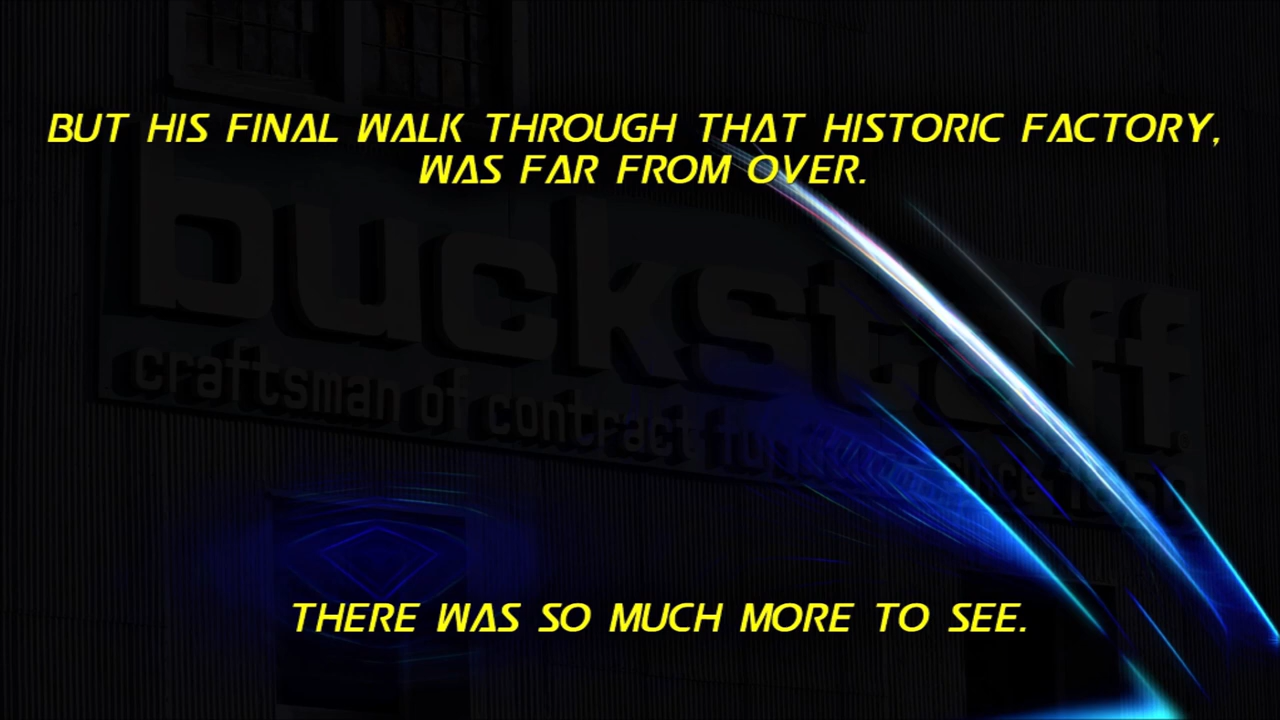 BUT HIS FINAL WALK THROUGH THAT HISTORIC FACTORY,
WAS FAR FROM OVER.
buckstaff
craftsman of contract
THERE WAS SO MUCH MORE TO SEE.